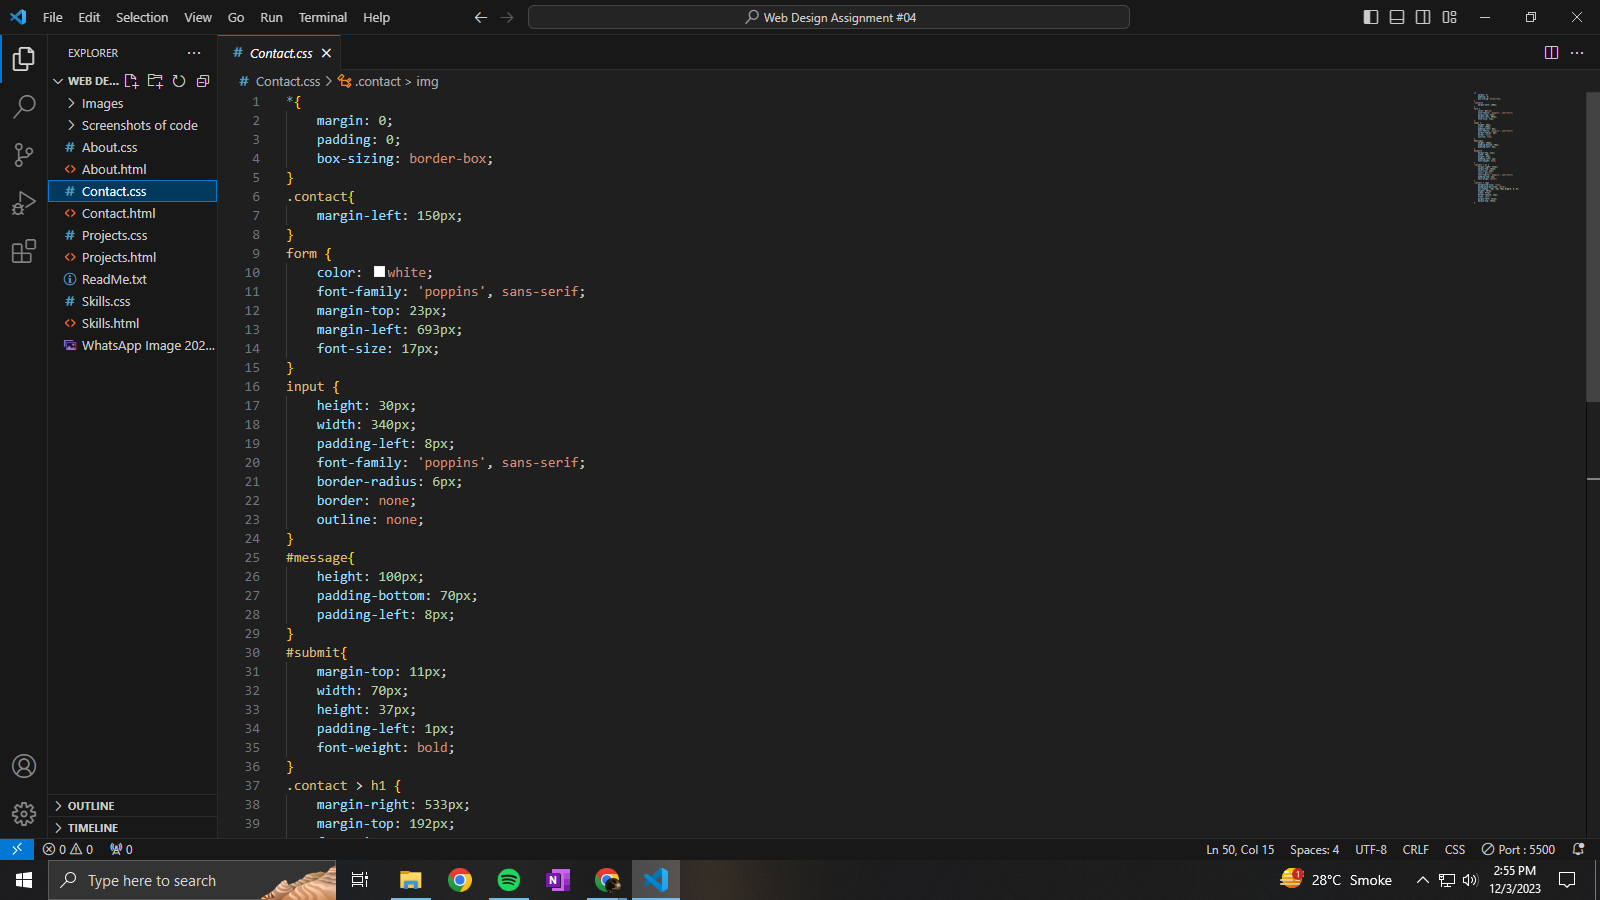 File Edit Selection View Go Run Terminal Help
Web Design Assignment #04
EXPLORER
WEB DE...
Images
Screenshots of code
# About.css
<> About.html
# Contact.css
<> Contact.html
# Projects.css
<> Projects.html
ReadMe.txt
# Skills.css
<> Skills.html
WhatsApp Image 202...
OUTLINE
TIMELINE
# Contact.css
# Contact.css > .contact > img
1 *{
2 margin: 0;
3 padding: 0;
4 box-sizing: border-box;
5 }
6 .contact{
7 margin-left: 150px;
8 }
9 form {
10 color: white;
11 font-family: 'poppins', sans-serif;
12 margin-top: 23px;
13 margin-left: 693px;
14 font-size: 17px;
15 }
16 input {
17 height: 30px;
18 width: 340px;
19 padding-left: 8px;
20 font-family: 'poppins', sans-serif;
21 border-radius: 6px;
22 border: none;
23 outline: none;
24 }
25 #message{
26 height: 100px;
27 padding-bottom: 70px;
28 padding-left: 8px;
29 }
30 #submit{
31 margin-top: 11px;
32 width: 70px;
33 height: 37px;
34 padding-left: 1px;
35 font-weight: bold;
36 }
37 .contact > h1 {
38 margin-right: 533px;
39 margin-top: 192px;
0 0 0
Ln 50, Col 15 Spaces: 4 UTF-8 CRLF CSS Port : 5500
Type here to search
1
28°C Smoke
2:55 PM
12/3/2023